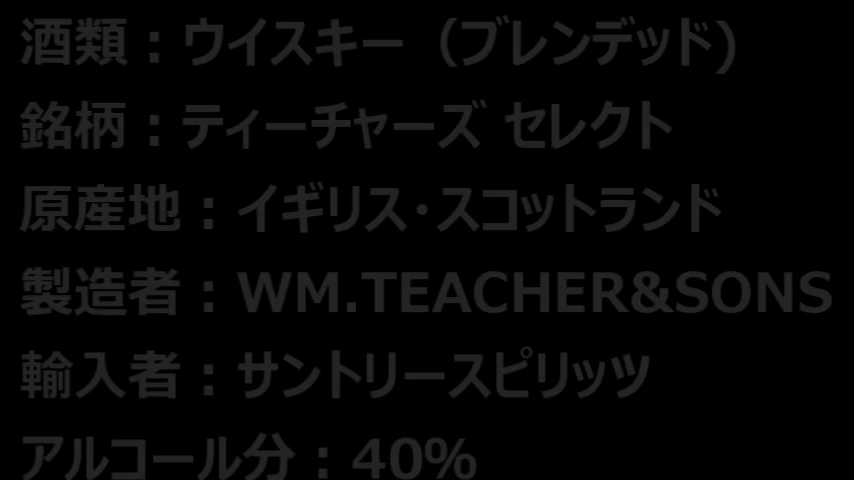 酒類：ウイスキー（ブレンデッド)
銘柄：ティーチャーズ セレクト
原産地：イギリス・スコットランド
製造者：WM.TEACHER&SONS
輸入者：サントリースピリッツ
アルコール分：40%